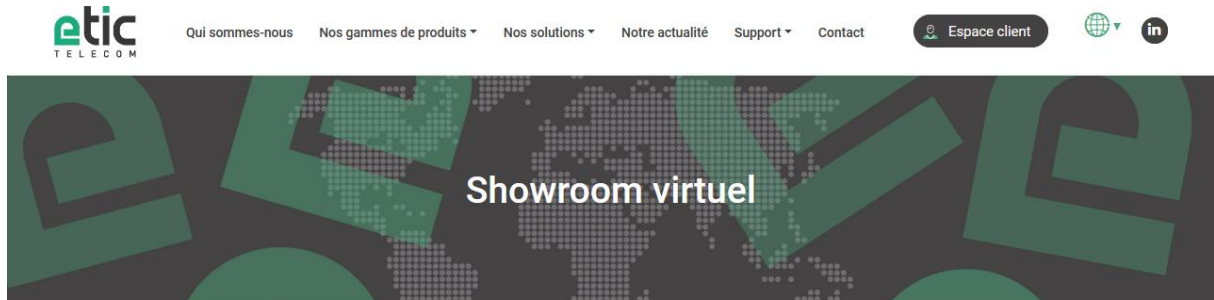 etic
TELECOM
Qui sommes-nous Nos gammes de produits Nos solutions Notre actualité Support Contact Espace client in
Showroom virtuel